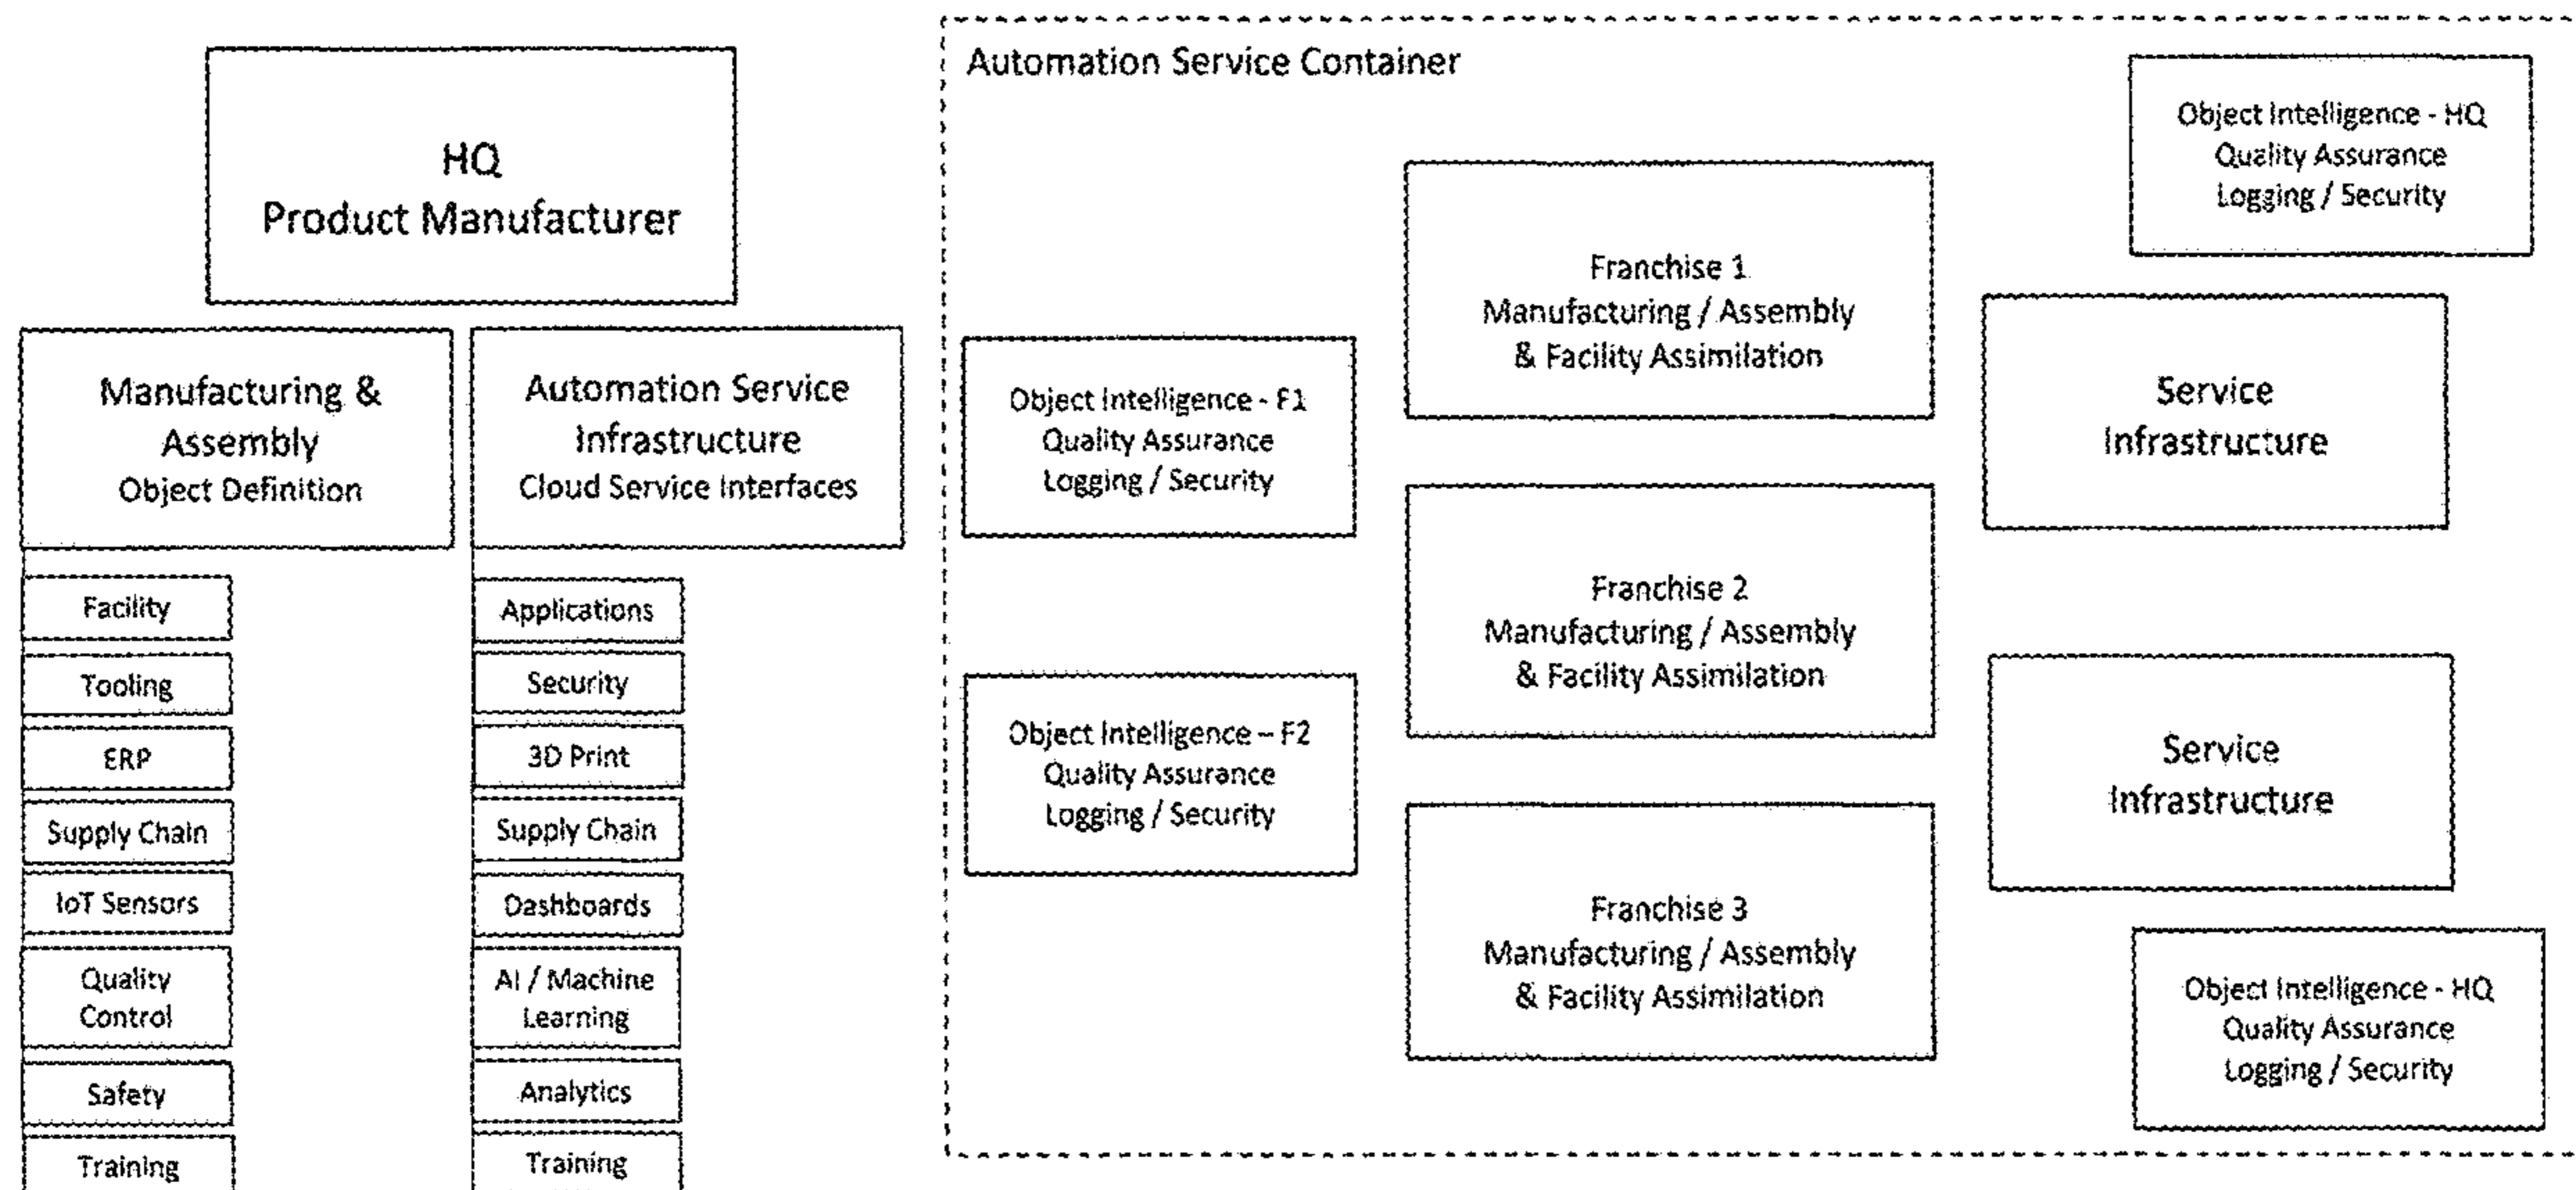 HQ
Product Manufacturer
Manufacturing &
Assembly
Object Definition
Automation Service
Infrastructure
Cloud Service Interfaces
Facility
Tooling
ERP
Supply Chain
IoT Sensors
Quality
Control
Safety
Training
Applications
Security
3D Print
Supply Chain
Dashboards
AI / Machine
Learning
Analytics
Training
Automation Service Container
Object Intelligence - F1
Quality Assurance
Logging / Security
Object Intelligence – F2
Quality Assurance
Logging / Security
Franchise 1
Manufacturing / Assembly
& Facility Assimilation
Franchise 2
Manufacturing / Assembly
& Facility Assimilation
Franchise 3
Manufacturing / Assembly
& Facility Assimilation
Object Intelligence - HQ
Quality Assurance
Logging / Security
Service
Infrastructure
Service
Infrastructure
Object Intelligence - HQ
Quality Assurance
Logging / Security